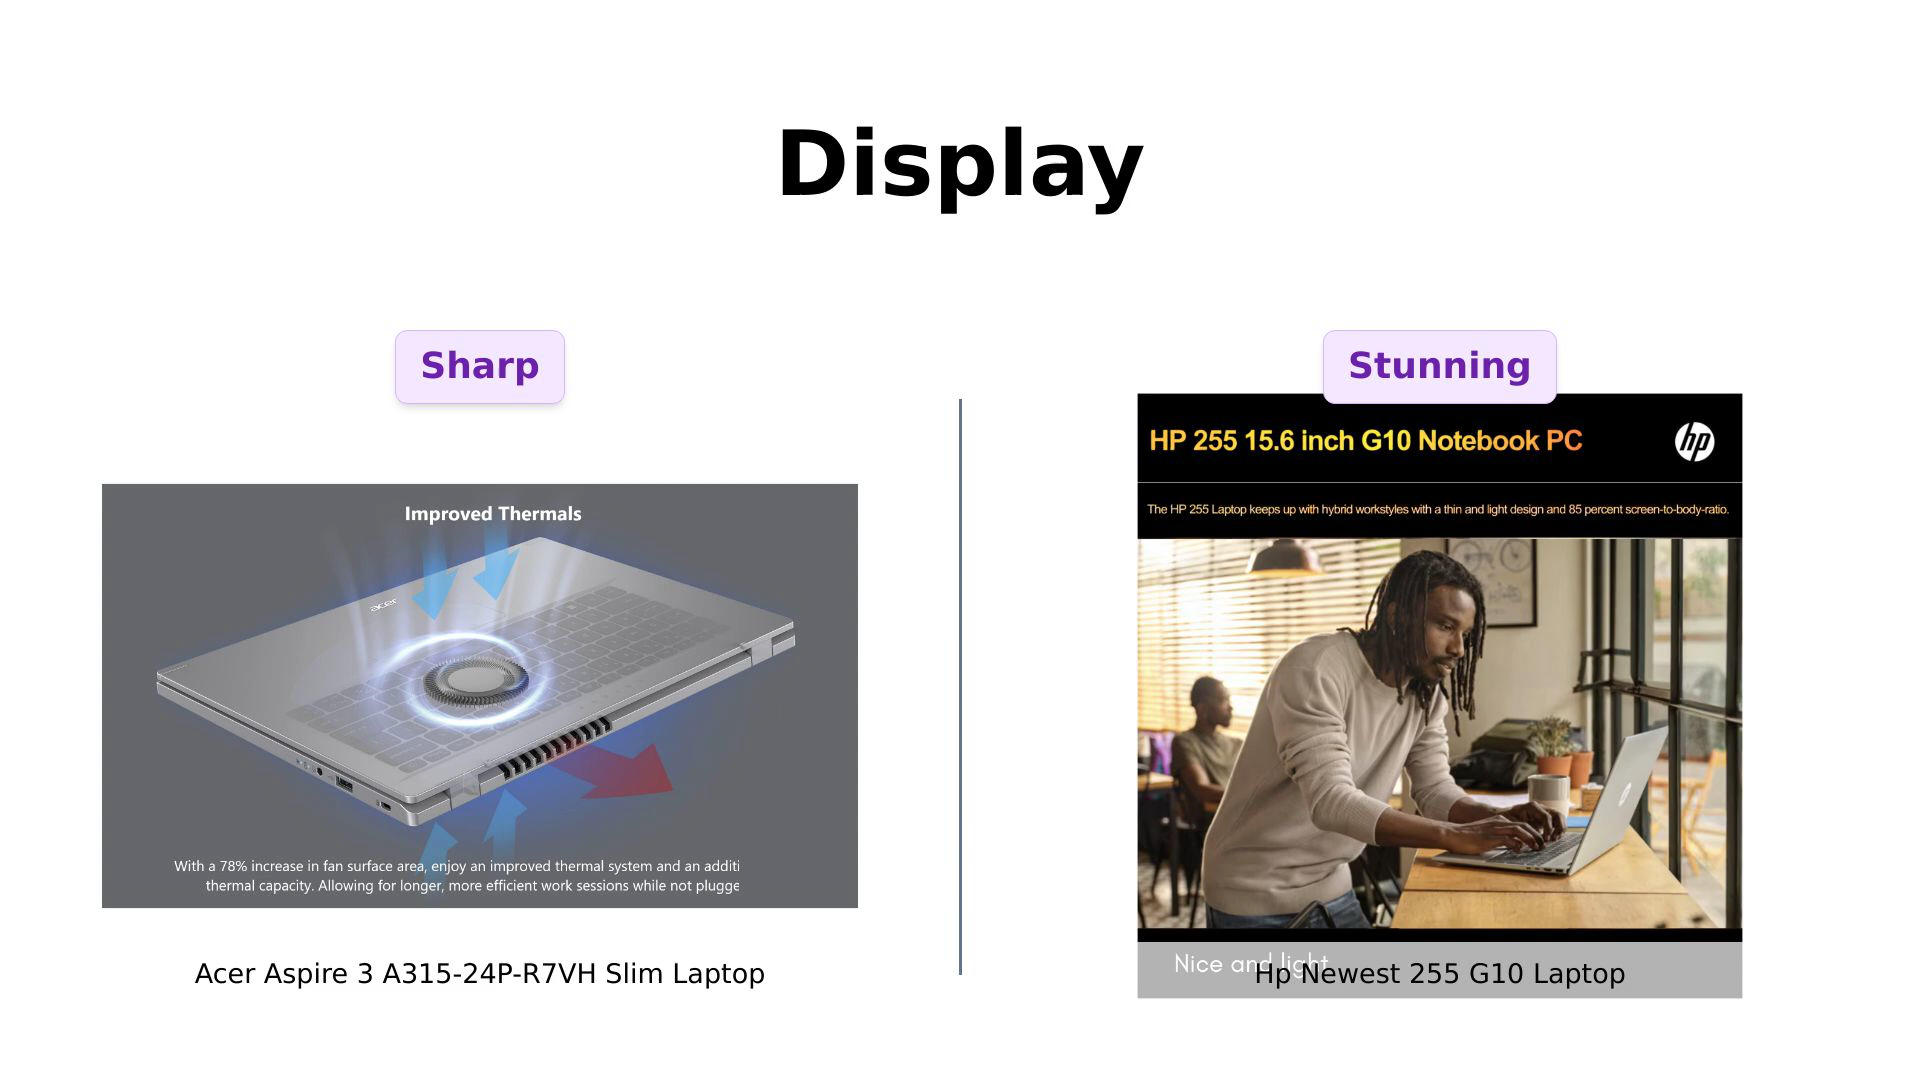 Display
Sharp
Improved Thermals
acer
With a 78% increase in fan surface area, enjoy an improved thermal system and an additi
thermal capacity. Allowing for longer, more efficient work sessions while not plugge
Acer Aspire 3 A315-24P-R7VH Slim Laptop
Stunning
HP 255 15.6 inch G10 Notebook PC
hp
The HP 255 Laptop keeps up with hybrid workstyles with a thin and light design and 85 percent screen-to-body-ratio.
Nice and light
Hp Newest 255 G10 Laptop